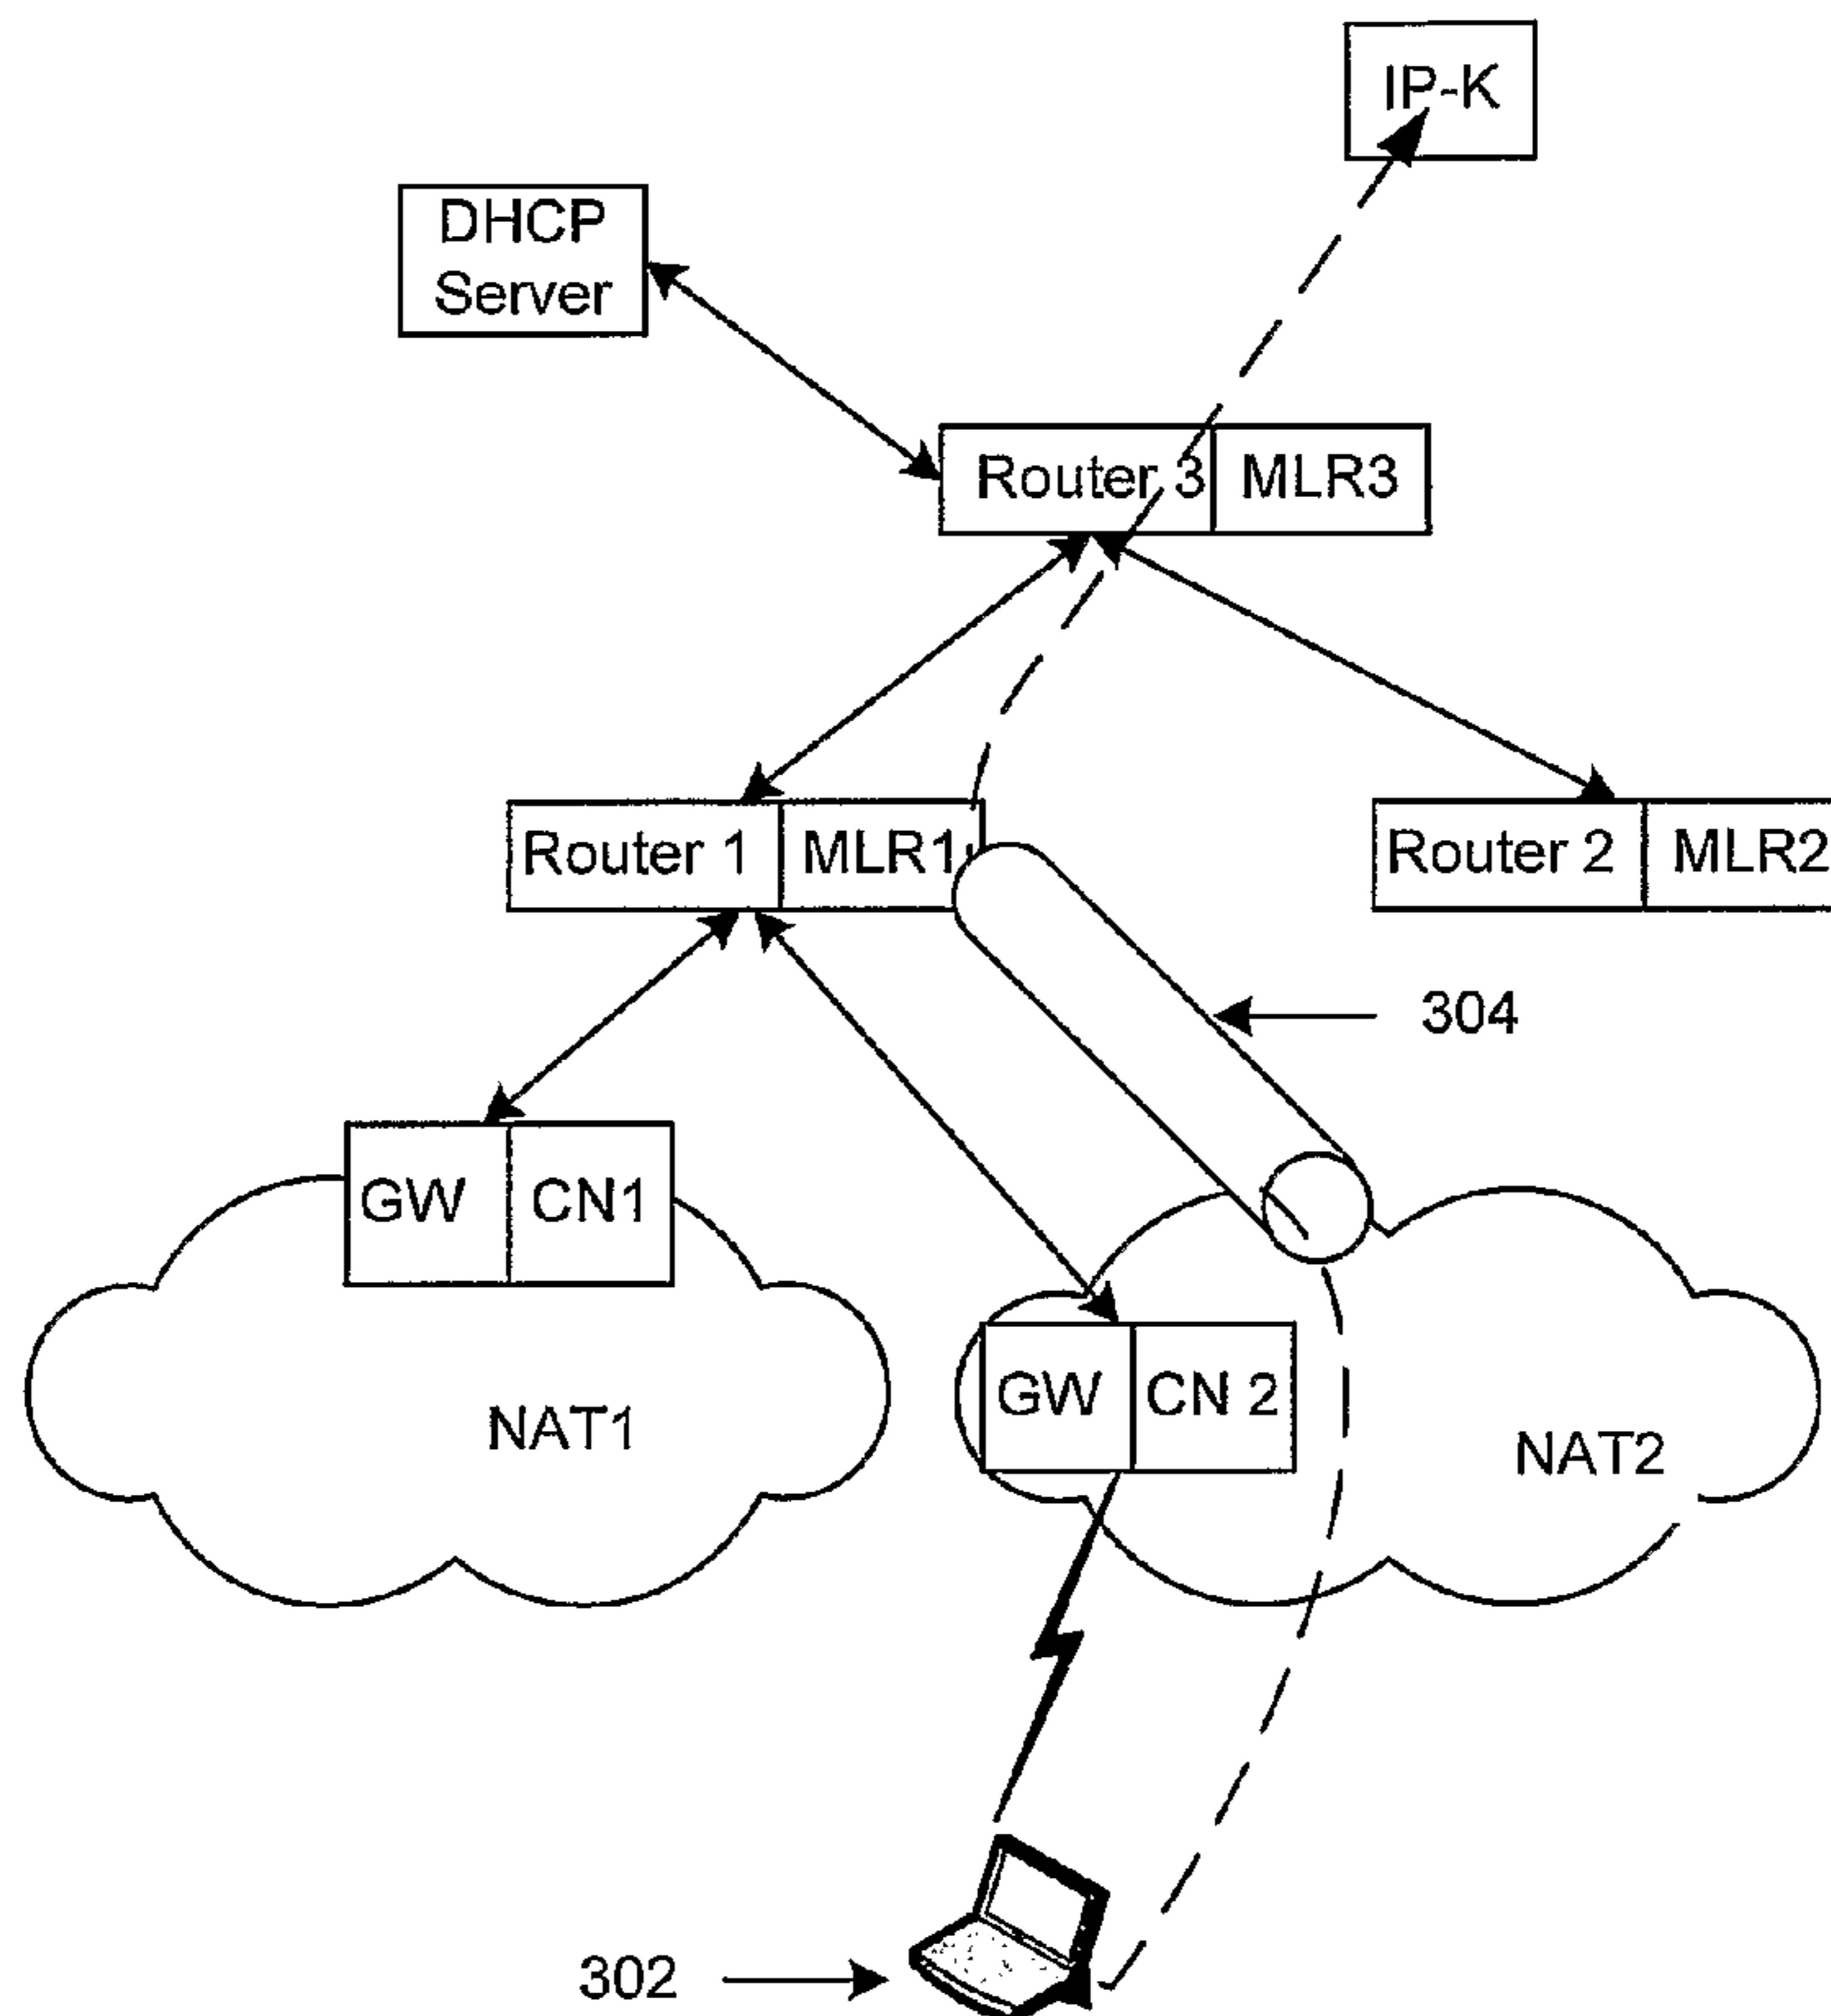 IP-K
DHCP
Server
Router 3 MLR3
Router 1 MLR1
Router 2 MLR2
304
GW CN1
GW CN 2
NAT1
NAT2
302